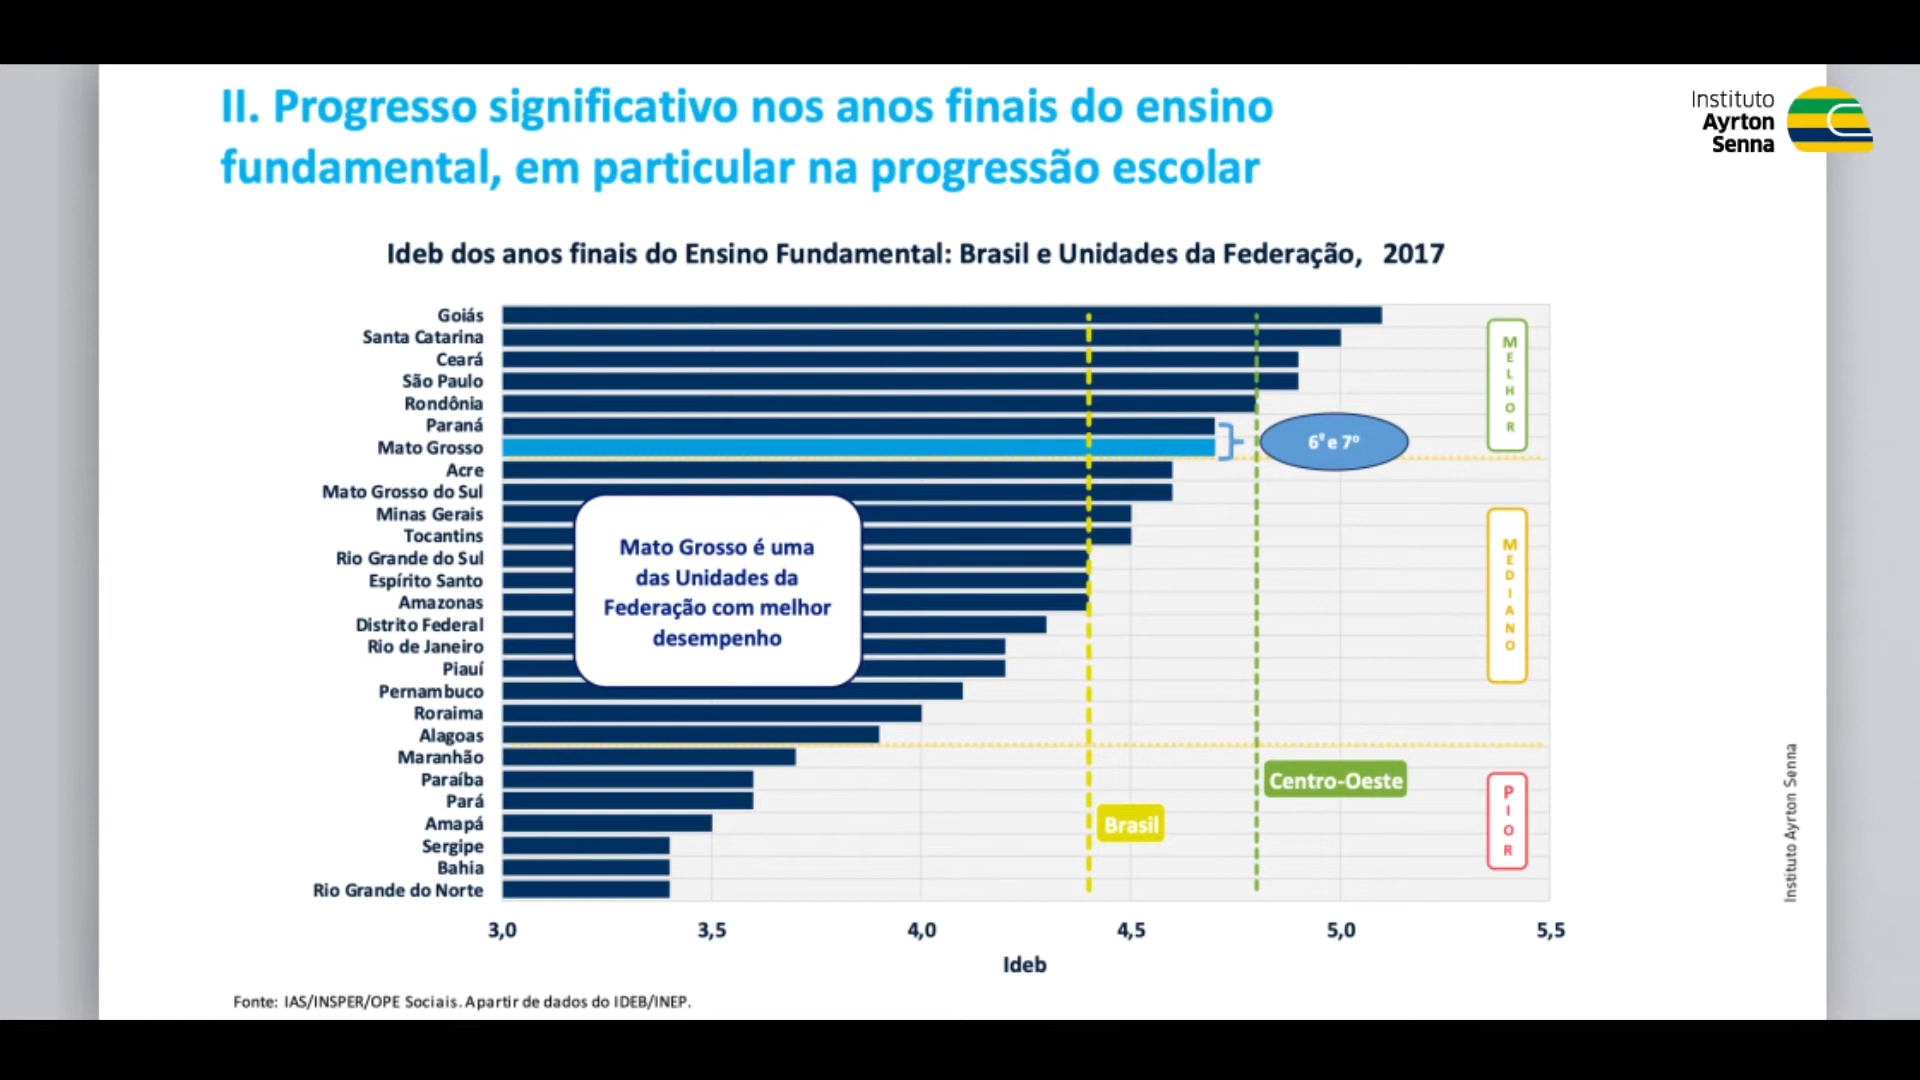 II. Progresso significativo nos anos finais do ensino
fundamental, em particular na progressão escolar
Instituto
Ayrton
Senna
Ideb dos anos finais do Ensino Fundamental: Brasil e Unidades da Federação, 2017
Goiás
Santa Catarina
Ceará
São Paulo
Rondônia
Paraná
Mato Grosso
Acre
Mato Grosso do Sul
Minas Gerais
Tocantins
Rio Grande do Sul
Espírito Santo
Amazonas
Distrito Federal
Rio de Janeiro
Piauí
Pernambuco
Roraima
Alagoas
Maranhão
Paraíba
Pará
Amapá
Sergipe
Bahia
Rio Grande do Norte
Mato Grosso é uma
das Unidades da
Federação com melhor
desempenho
6º e 7º
MELHOR
MEDIANO
PIOR
Centro-Oeste
Brasil
3,0 3,5 4,0 4,5 5,0 5,5
Ideb
Fonte: IAS/INSPER/OPE Sociais. A partir de dados do IDEB/INEP.
Instituto Ayrton Senna